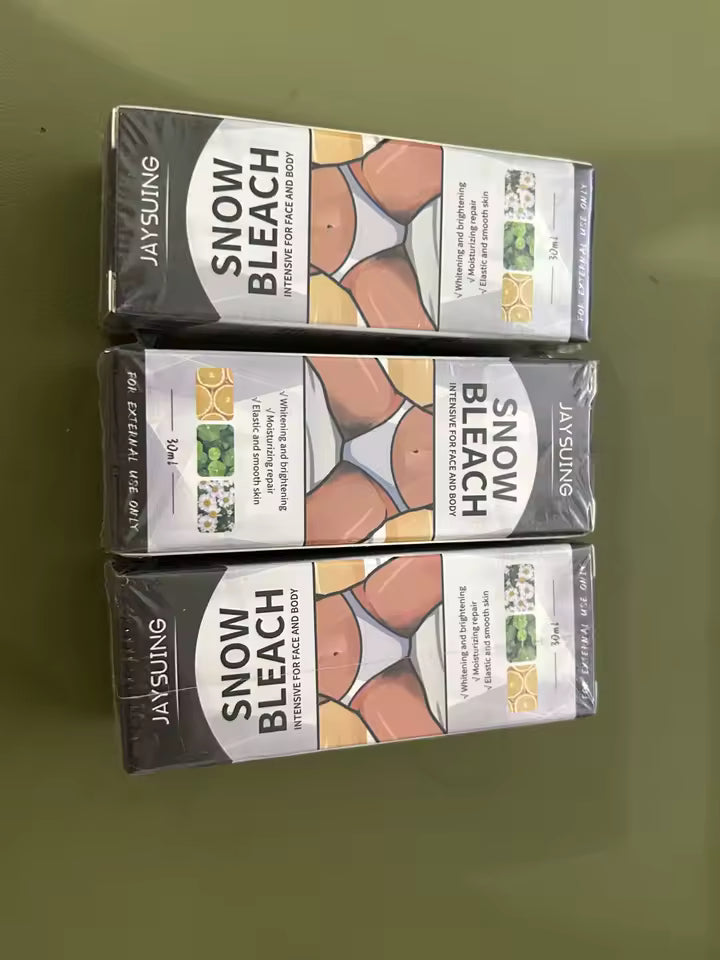 JAYSUING
SNOW
BLEACH
INTENSIVE FOR FACE AND BODY
√ Whitening and brightening
√ Moisturizing repair
√ Elastic and smooth skin
30ml
FOR EXTERNAL USE ONLY
JAYSUING
SNOW
BLEACH
INTENSIVE FOR FACE AND BODY
√ Whitening and brightening
√ Moisturizing repair
√ Elastic and smooth skin
30ml
FOR EXTERNAL USE ONLY
JAYSUING
SNOW
BLEACH
INTENSIVE FOR FACE AND BODY
√ Whitening and brightening
√ Moisturizing repair
√ Elastic and smooth skin
30ml
FOR EXTERNAL USE ONLY